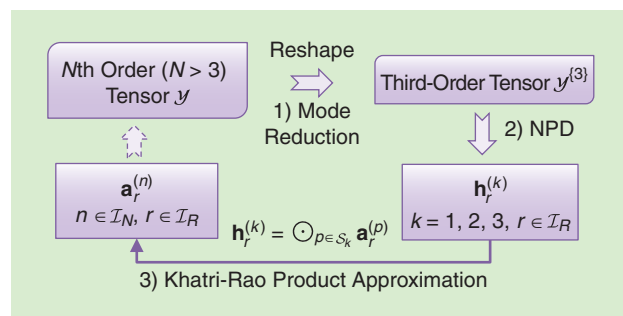 Nth Order (N > 3)
Tensor 𝒴
Reshape
1) Mode
Reduction
Third-Order Tensor 𝒴^{3}
2) NPD
h_r^(k)
k = 1, 2, 3, r ∈ ℐ_R
a_r^(n)
n ∈ ℐ_N, r ∈ ℐ_R
h_r^(k) = ⊙_{p∈𝒮_k} a_r^(p)
3) Khatri-Rao Product Approximation